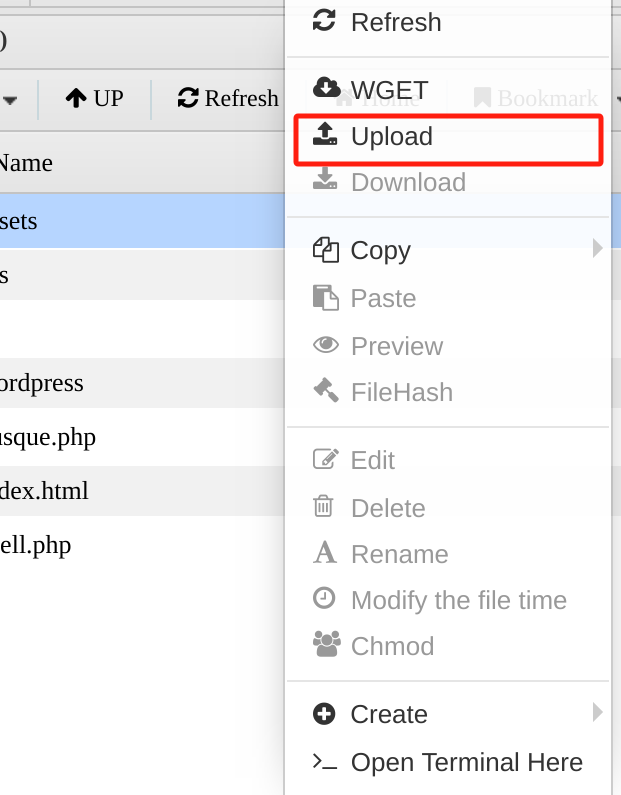 Refresh
)
WGET
UP Refresh Home Bookmark
Upload
Name
Download
sets
Copy
s
Paste
Preview
ordpress
FileHash
usque.php
Edit
dex.html
Delete
ell.php
Rename
Modify the file time
Chmod
Create
Open Terminal Here